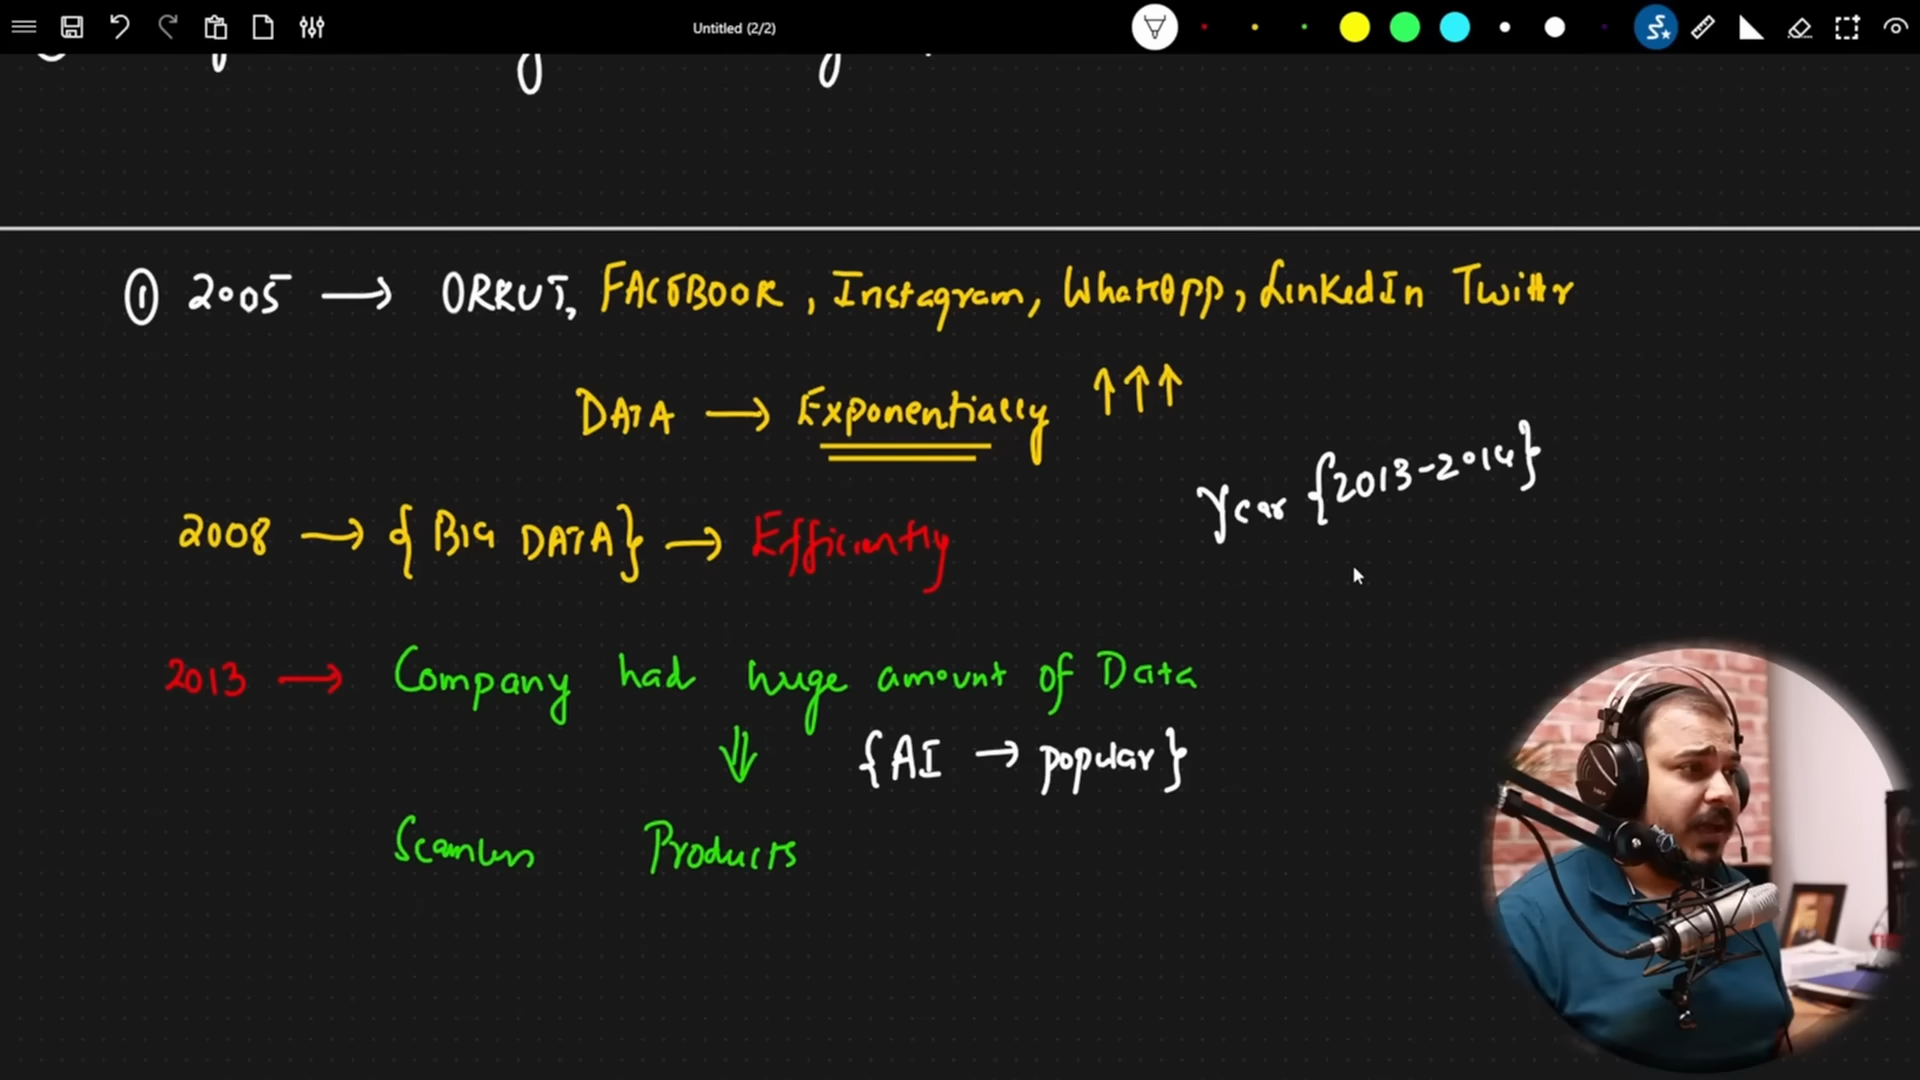 Untitled (2/2)
① 2005 → ORKUT, FACEBOOK, Instagram, WhatsApp, LinkedIn Twitter
DATA → Exponentially ↑↑↑
Year {2013-2014}
2008 → {BIG DATA} → Efficiently
2013 → Company had huge amount of Data
⇓ {AI → popular}
Seamless Products